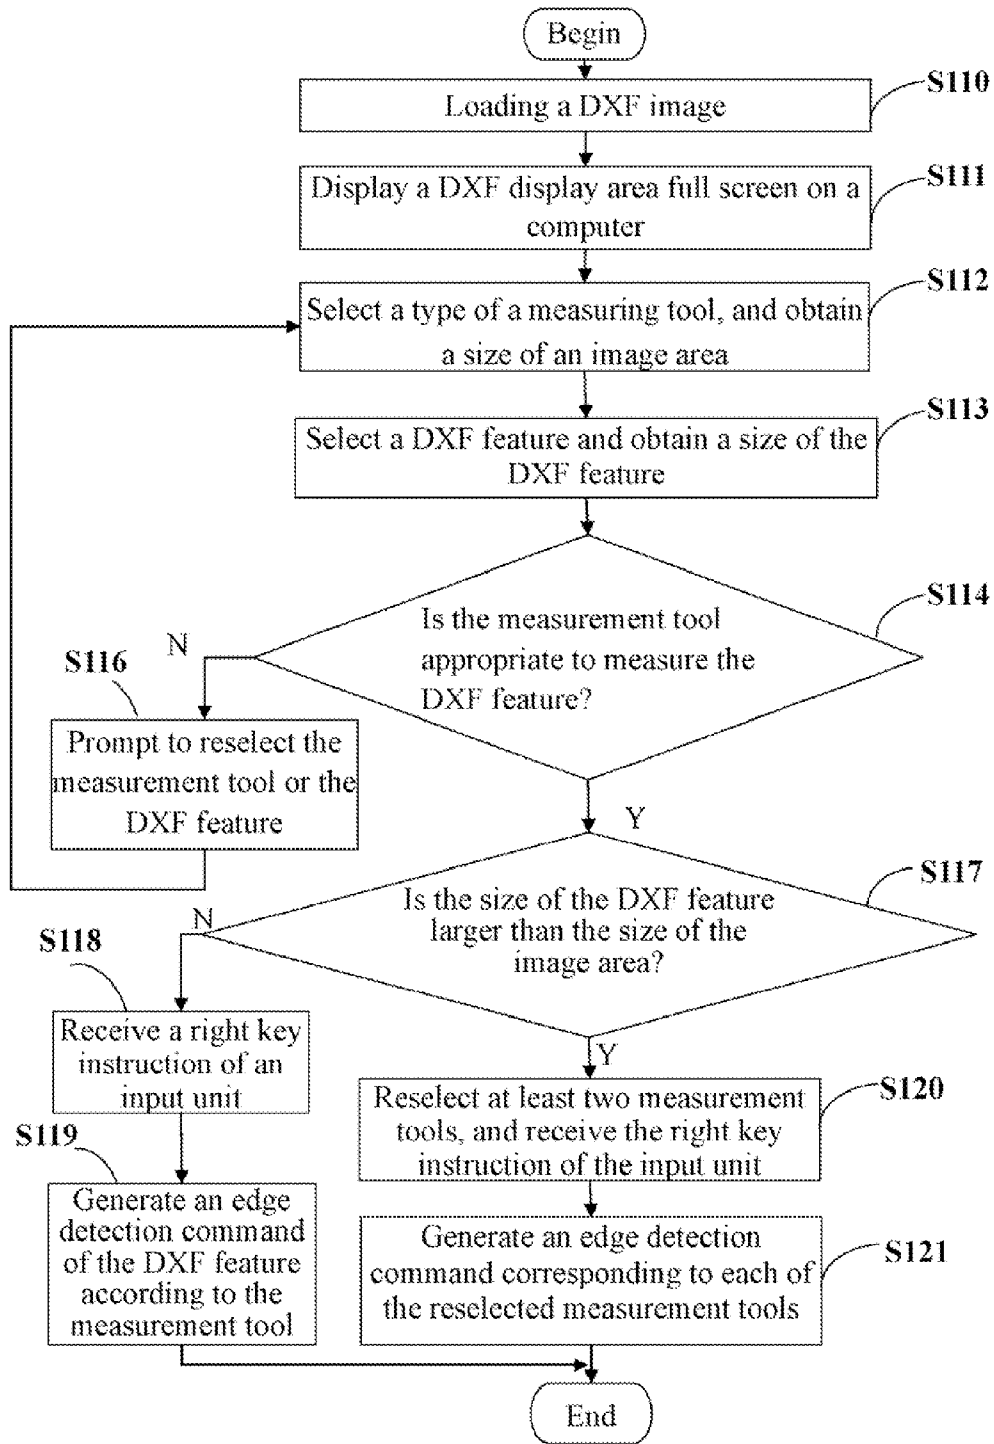 Begin
S110
Loading a DXF image
S111
Display a DXF display area full screen on a
computer
S112
Select a type of a measuring tool, and obtain
a size of an image area
S113
Select a DXF feature and obtain a size of the
DXF feature
S114
Is the measurement tool
appropriate to measure the
DXF feature?
N
S116
Prompt to reselect the
measurement tool or the
DXF feature
Y
S117
Is the size of the DXF feature
larger than the size of the
image area?
N
S118
Receive a right key
instruction of an
input unit
Y
S120
Reselect at least two measurement
tools, and receive the right key
instruction of the input unit
S119
Generate an edge
detection command
of the DXF feature
according to the
measurement tool
S121
Generate an edge detection
command corresponding to each of
the reselected measurement tools
End